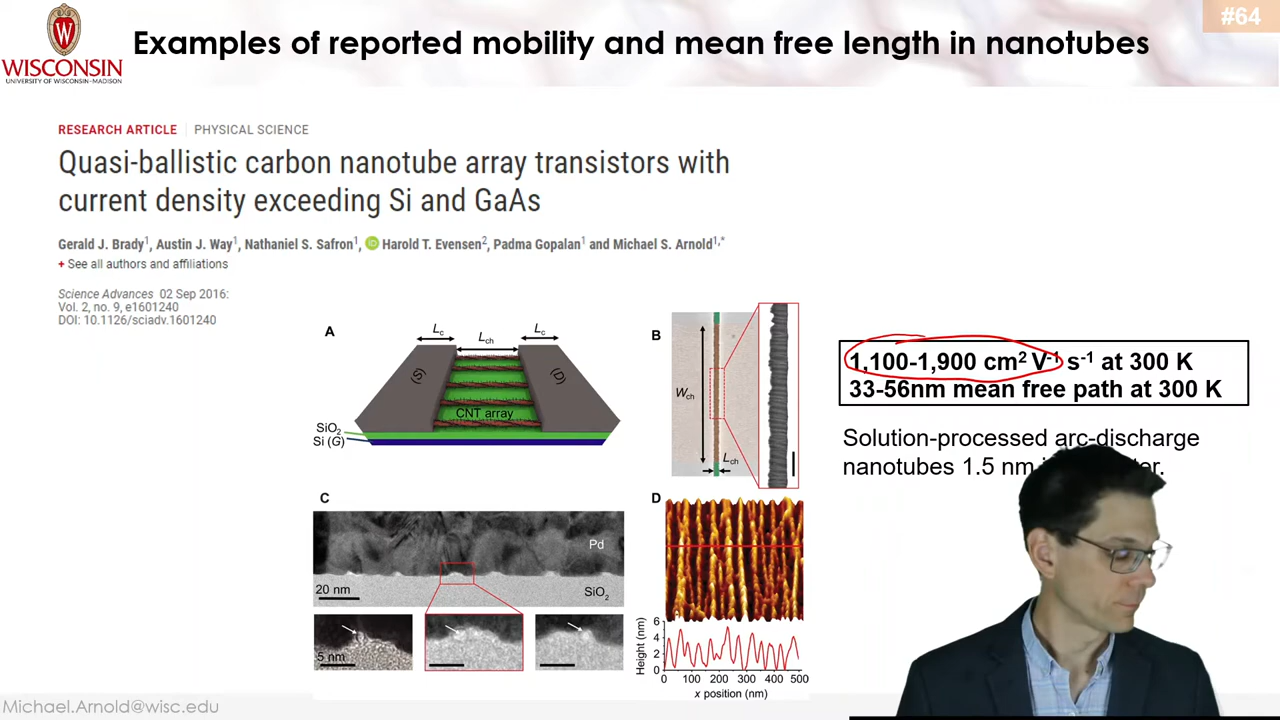 #64
WISCONSIN
UNIVERSITY OF WISCONSIN-MADISON
Examples of reported mobility and mean free length in nanotubes
RESEARCH ARTICLE | PHYSICAL SCIENCE
Quasi-ballistic carbon nanotube array transistors with
current density exceeding Si and GaAs
Gerald J. Brady1, Austin J. Way1, Nathaniel S. Safron1, iD Harold T. Evensen2, Padma Gopalan1 and Michael S. Arnold1,*
+ See all authors and affiliations
Science Advances 02 Sep 2016:
Vol. 2, no. 9, e1601240
DOI: 10.1126/sciadv.1601240
A
Lc Lch Lc
(S) (D)
CNT array
SiO2
Si (G)
B
Wch
Lch
1,100-1,900 cm2 V-1 s-1 at 300 K
33-56nm mean free path at 300 K
Solution-processed arc-discharge
nanotubes 1.5 nm
C
Pd
20 nm
SiO2
5 nm
D
Height (nm)
6
4
2
0
0 100 200 300 400 500
x position (nm)
Michael.Arnold@wisc.edu